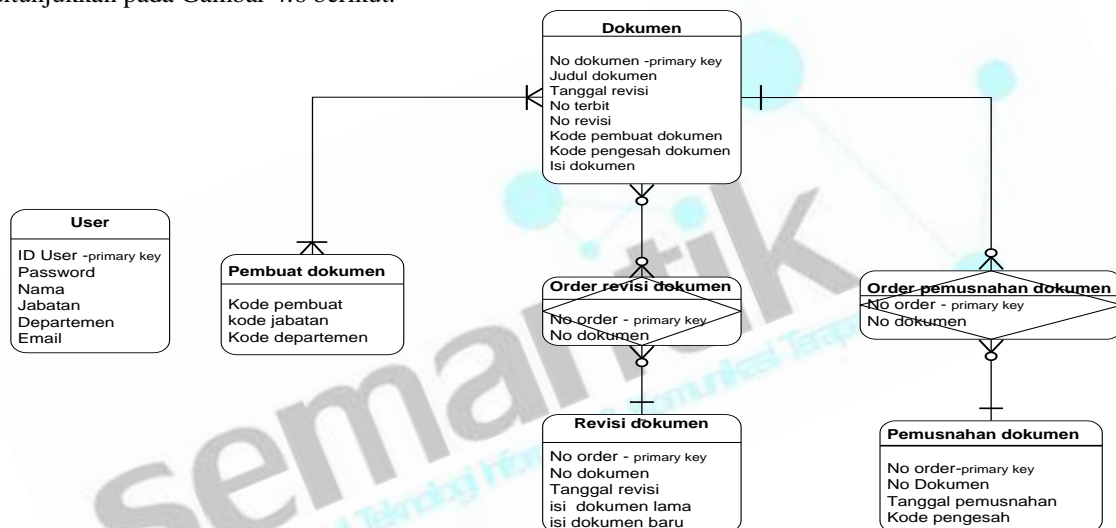 ditunjukkan pada Gambar 4.6 berikut.
Dokumen
No dokumen -primary key
Judul dokumen
Tanggal revisi
No terbit
No revisi
Kode pembuat dokumen
Kode pengesah dokumen
Isi dokumen
User
ID User -primary key
Password
Nama
Jabatan
Departemen
Email
Pembuat dokumen
Kode pembuat
kode jabatan
Kode departemen
Order revisi dokumen
No order - primary key
No dokumen
Order pemusnahan dokumen
No order - primary key
No dokumen
Revisi dokumen
No order - primary key
No dokumen
Tanggal revisi
isi dokumen lama
isi dokumen baru
Pemusnahan dokumen
No order-primary key
No Dokumen
Tanggal pemusnahan
Kode pengesah
semantik
Teknologi